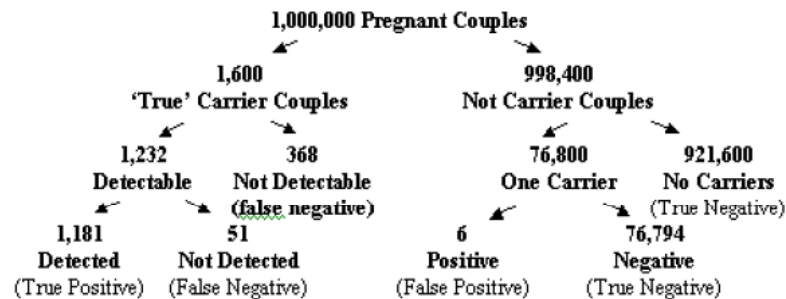 1,000,000 Pregnant Couples
1,600 998,400
‘True’ Carrier Couples Not Carrier Couples
1,232 368 76,800 921,600
Detectable Not Detectable One Carrier No Carriers
(false negative) (True Negative)
1,181 51 6 76,794
Detected Not Detected Positive Negative
(True Positive) (False Negative) (False Positive) (True Negative)